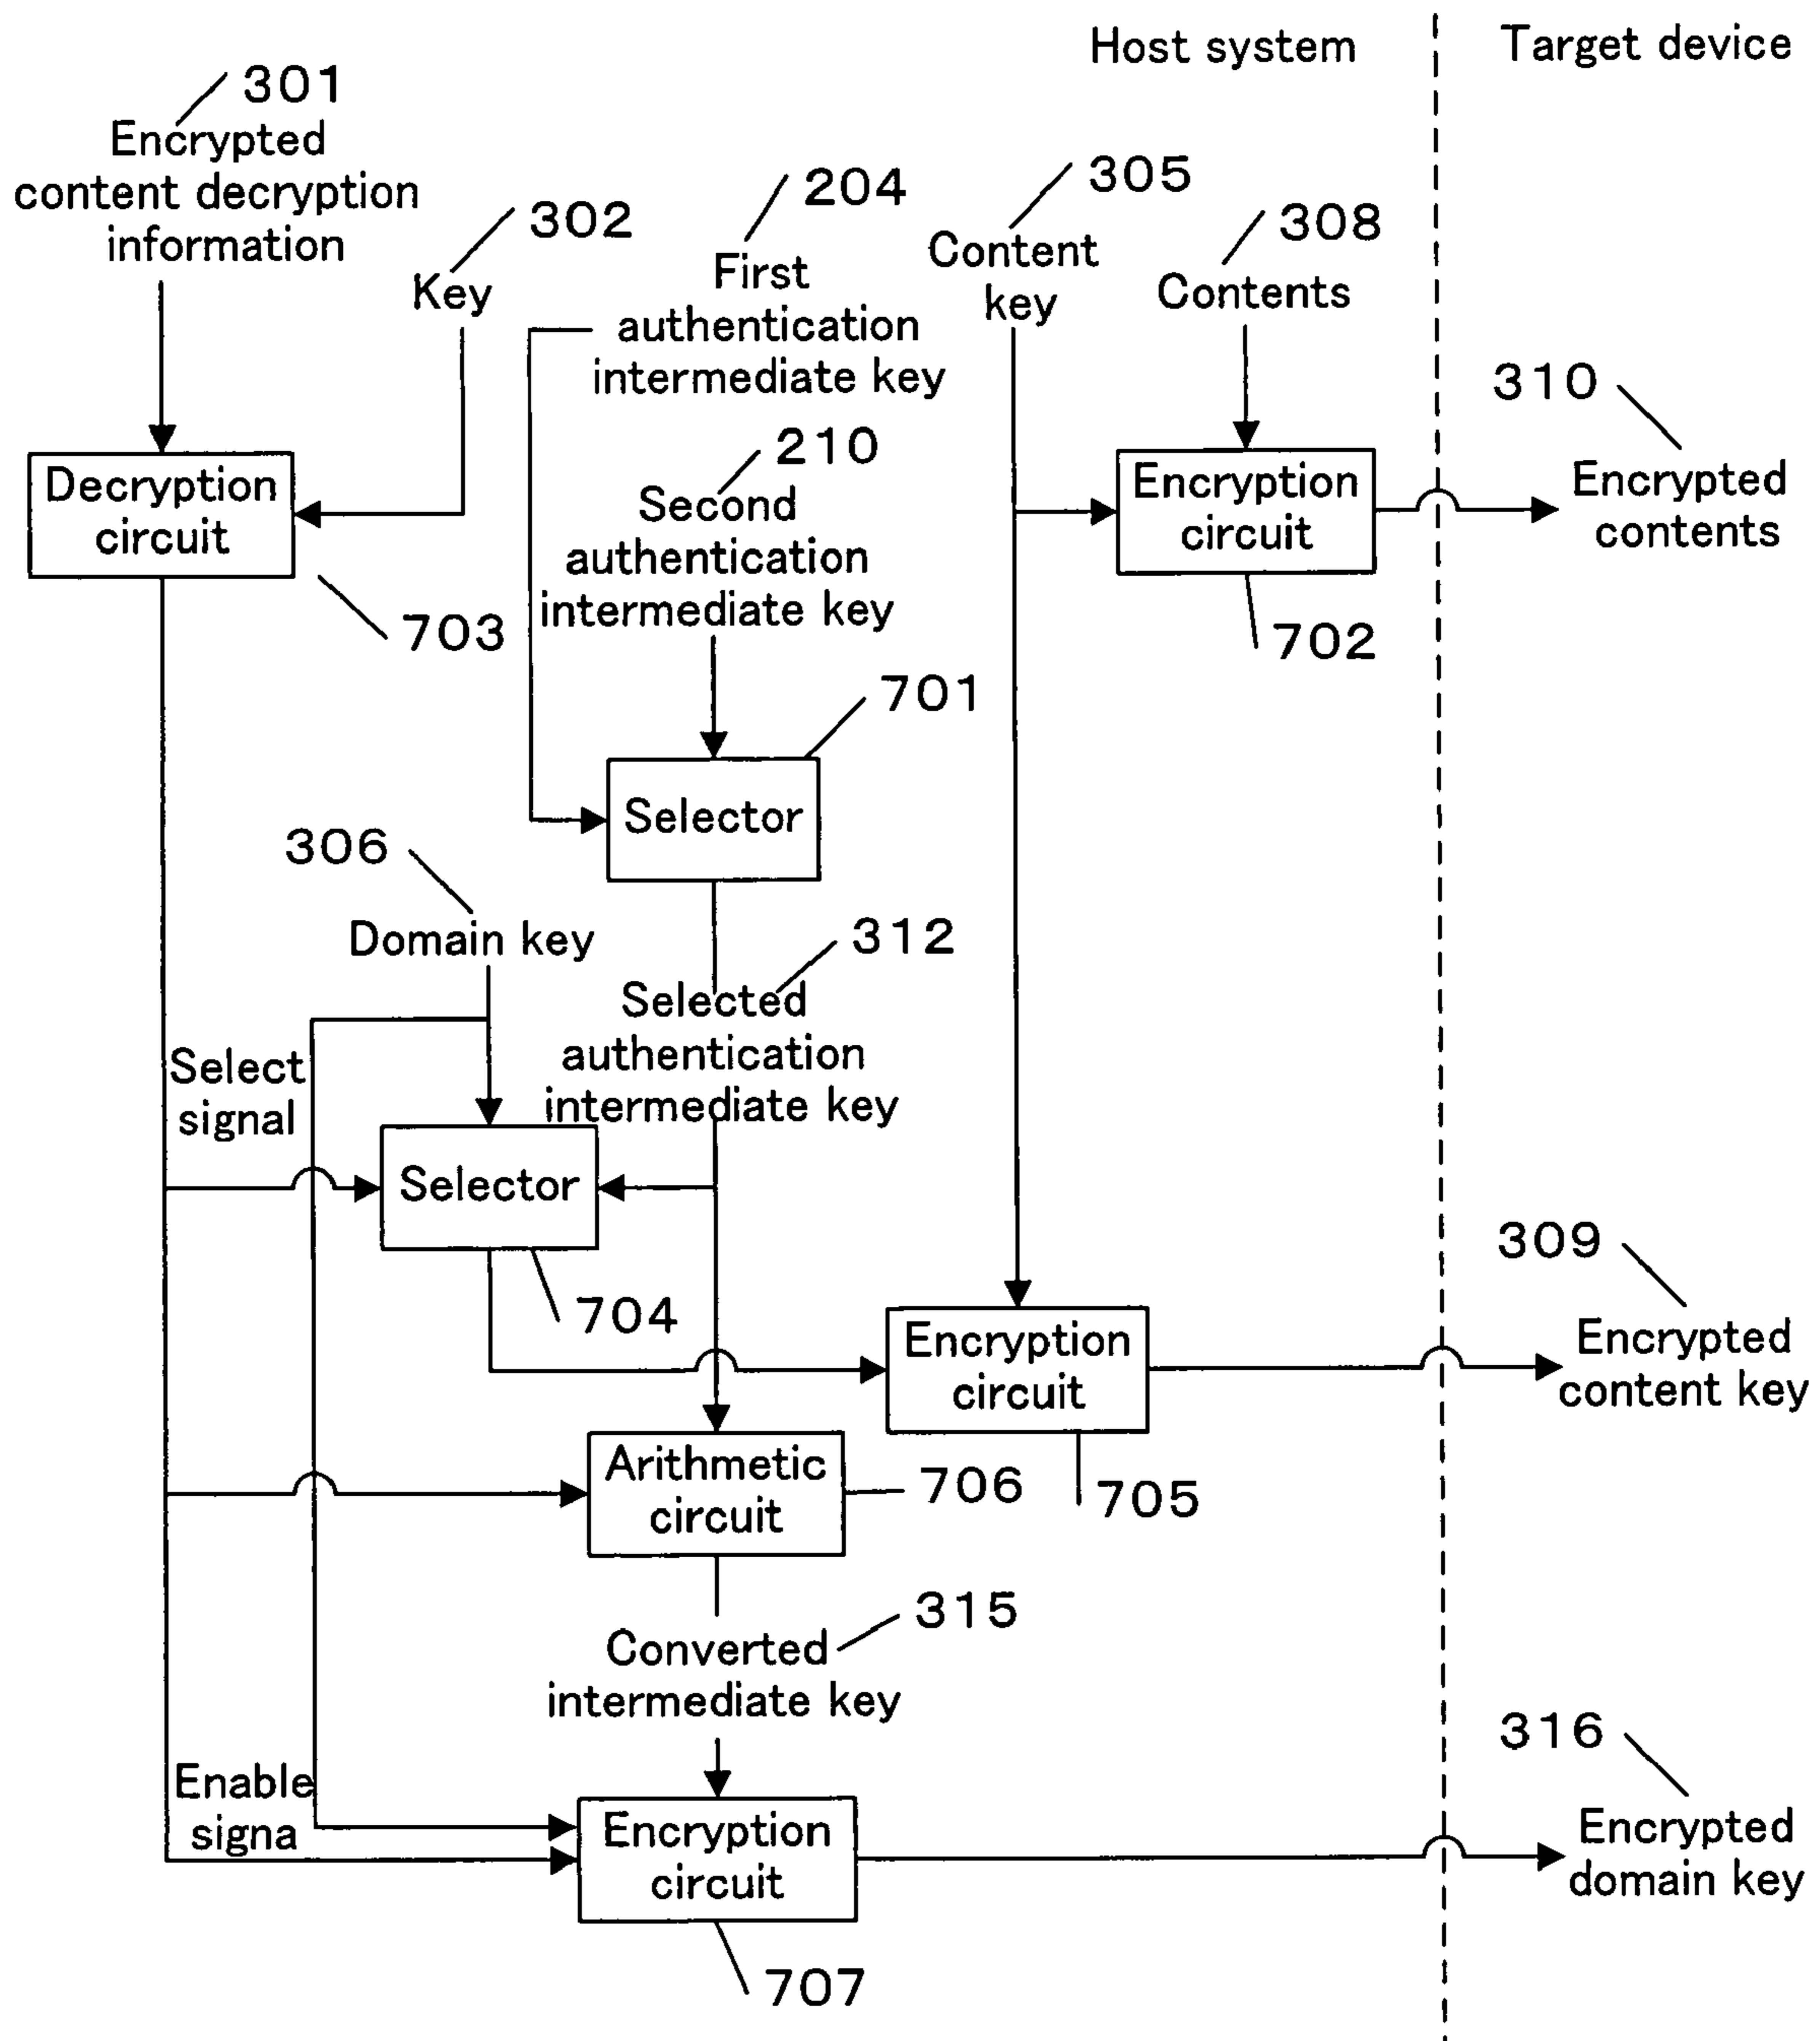 Host system
Target device
301
Encrypted
content decryption
information
302
Key
204
First
authentication
intermediate key
305
Content
key
308
Contents
310
Encrypted
contents
Decryption
circuit
703
210
Second
authentication
intermediate key
Encryption
circuit
702
701
Selector
306
Domain key
312
Selected
authentication
intermediate key
Select
signal
Selector
704
309
Encrypted
content key
Encryption
circuit
705
Arithmetic
circuit
706
315
Converted
intermediate key
316
Encrypted
domain key
Enable
signa
Encryption
circuit
707